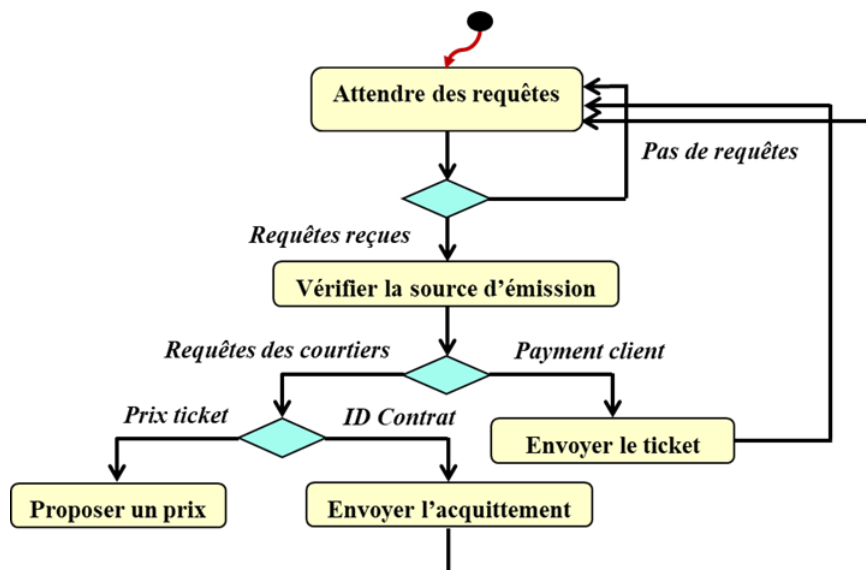 Attendre des requêtes
Pas de requêtes
Requêtes reçues
Vérifier la source d’émission
Requêtes des courtiers
Payment client
Prix ticket
ID Contrat
Envoyer le ticket
Proposer un prix
Envoyer l’acquittement